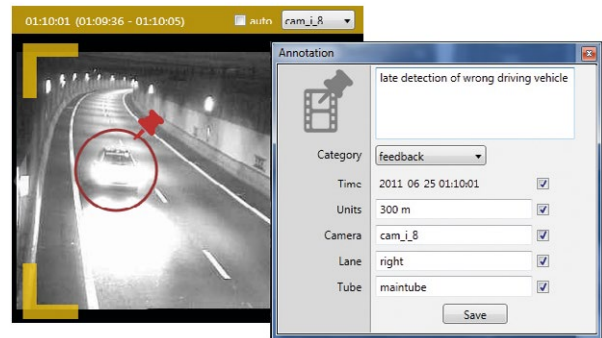 01:10:01 (01:09:36 - 01:10:05) auto cam_i_8
Annotation
late detection of wrong driving vehicle
Category feedback
Time 2011 06 25 01:10:01
Units 300 m
Camera cam_i_8
Lane right
Tube maintube
Save